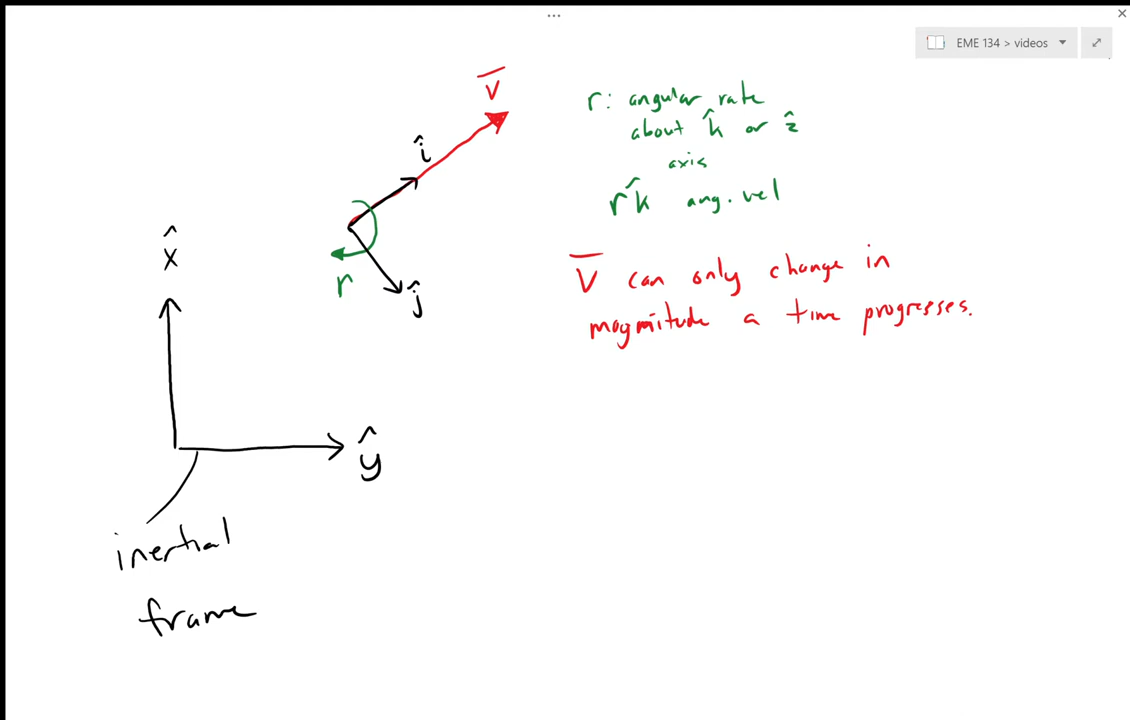 EME 134 > videos
V̅
î
ĵ
r
x̂
ŷ
inertial
frame
r: angular rate
about k̂ or ẑ
axis
r k̂ ang. vel
V̅ can only change in
magnitude a time progresses.